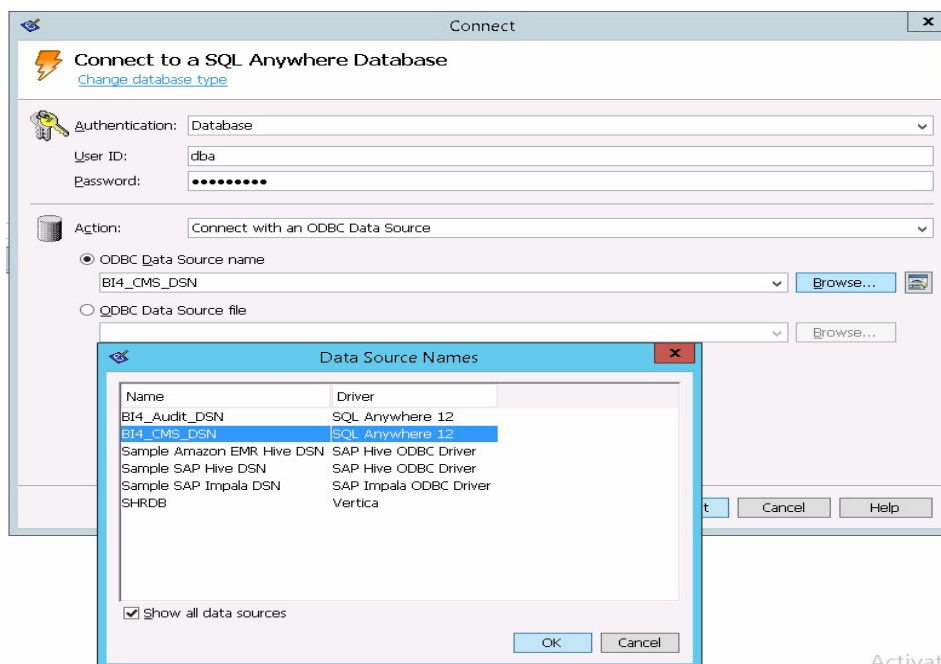 Connect
Connect to a SQL Anywhere Database
Change database type
Authentication: Database
User ID: dba
Password: •••••••••
Action: Connect with an ODBC Data Source
ODBC Data Source name
BI4_CMS_DSN Browse...
ODBC Data Source file
Browse...
Data Source Names
Name Driver
BI4_Audit_DSN SQL Anywhere 12
BI4_CMS_DSN SQL Anywhere 12
Sample Amazon EMR Hive DSN SAP Hive ODBC Driver
Sample SAP Hive DSN SAP Hive ODBC Driver
Sample SAP Impala DSN SAP Impala ODBC Driver
SHRDB Vertica
t Cancel Help
Show all data sources
OK Cancel
Activat